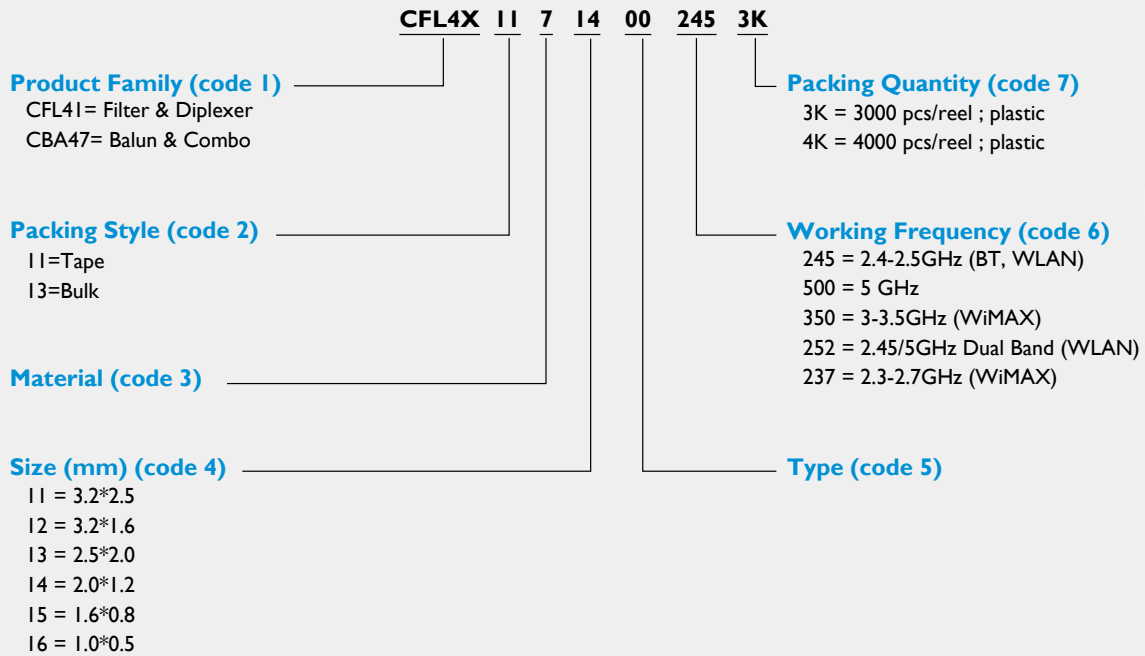 CFL4X 11 7 14 00 245 3K
Product Family (code 1)
CFL41= Filter & Diplexer
CBA47= Balun & Combo
Packing Style (code 2)
11=Tape
13=Bulk
Material (code 3)
Size (mm) (code 4)
11 = 3.2*2.5
12 = 3.2*1.6
13 = 2.5*2.0
14 = 2.0*1.2
15 = 1.6*0.8
16 = 1.0*0.5
Packing Quantity (code 7)
3K = 3000 pcs/reel ; plastic
4K = 4000 pcs/reel ; plastic
Working Frequency (code 6)
245 = 2.4-2.5GHz (BT, WLAN)
500 = 5 GHz
350 = 3-3.5GHz (WiMAX)
252 = 2.45/5GHz Dual Band (WLAN)
237 = 2.3-2.7GHz (WiMAX)
Type (code 5)